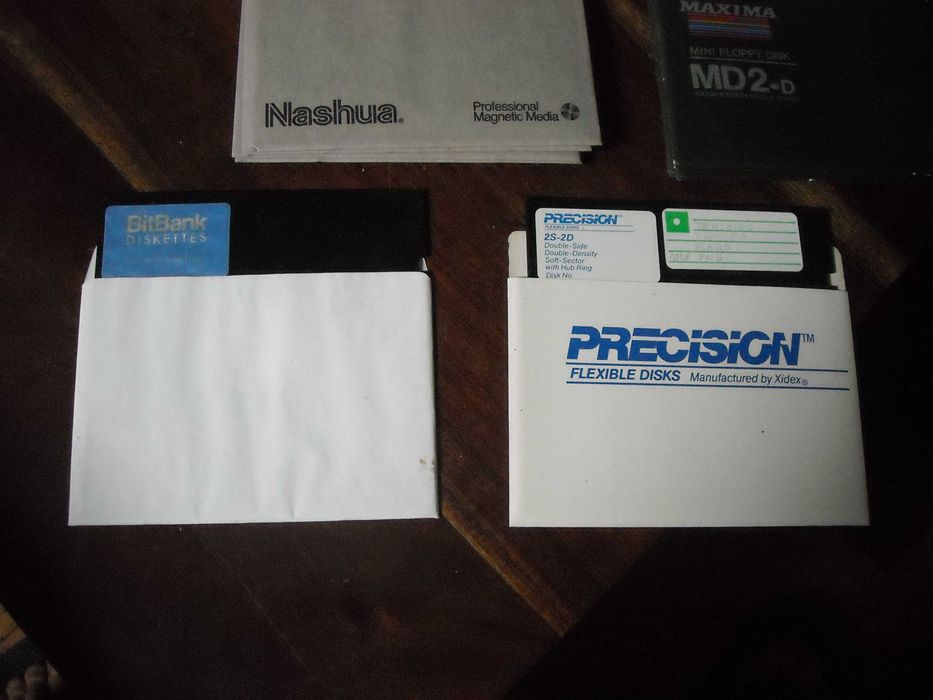 Nashua®
Professional
Magnetic Media
MAXIMA
MINI FLOPPY DISK
MD2-D
BitBank
DISKETTES
PRECISION™
FLEXIBLE DISKS
2S-2D
Double-Side
Double-Density
Soft-Sector
with Hub Ring
Disk No.
PRECISION™
FLEXIBLE DISKS Manufactured by Xidex®